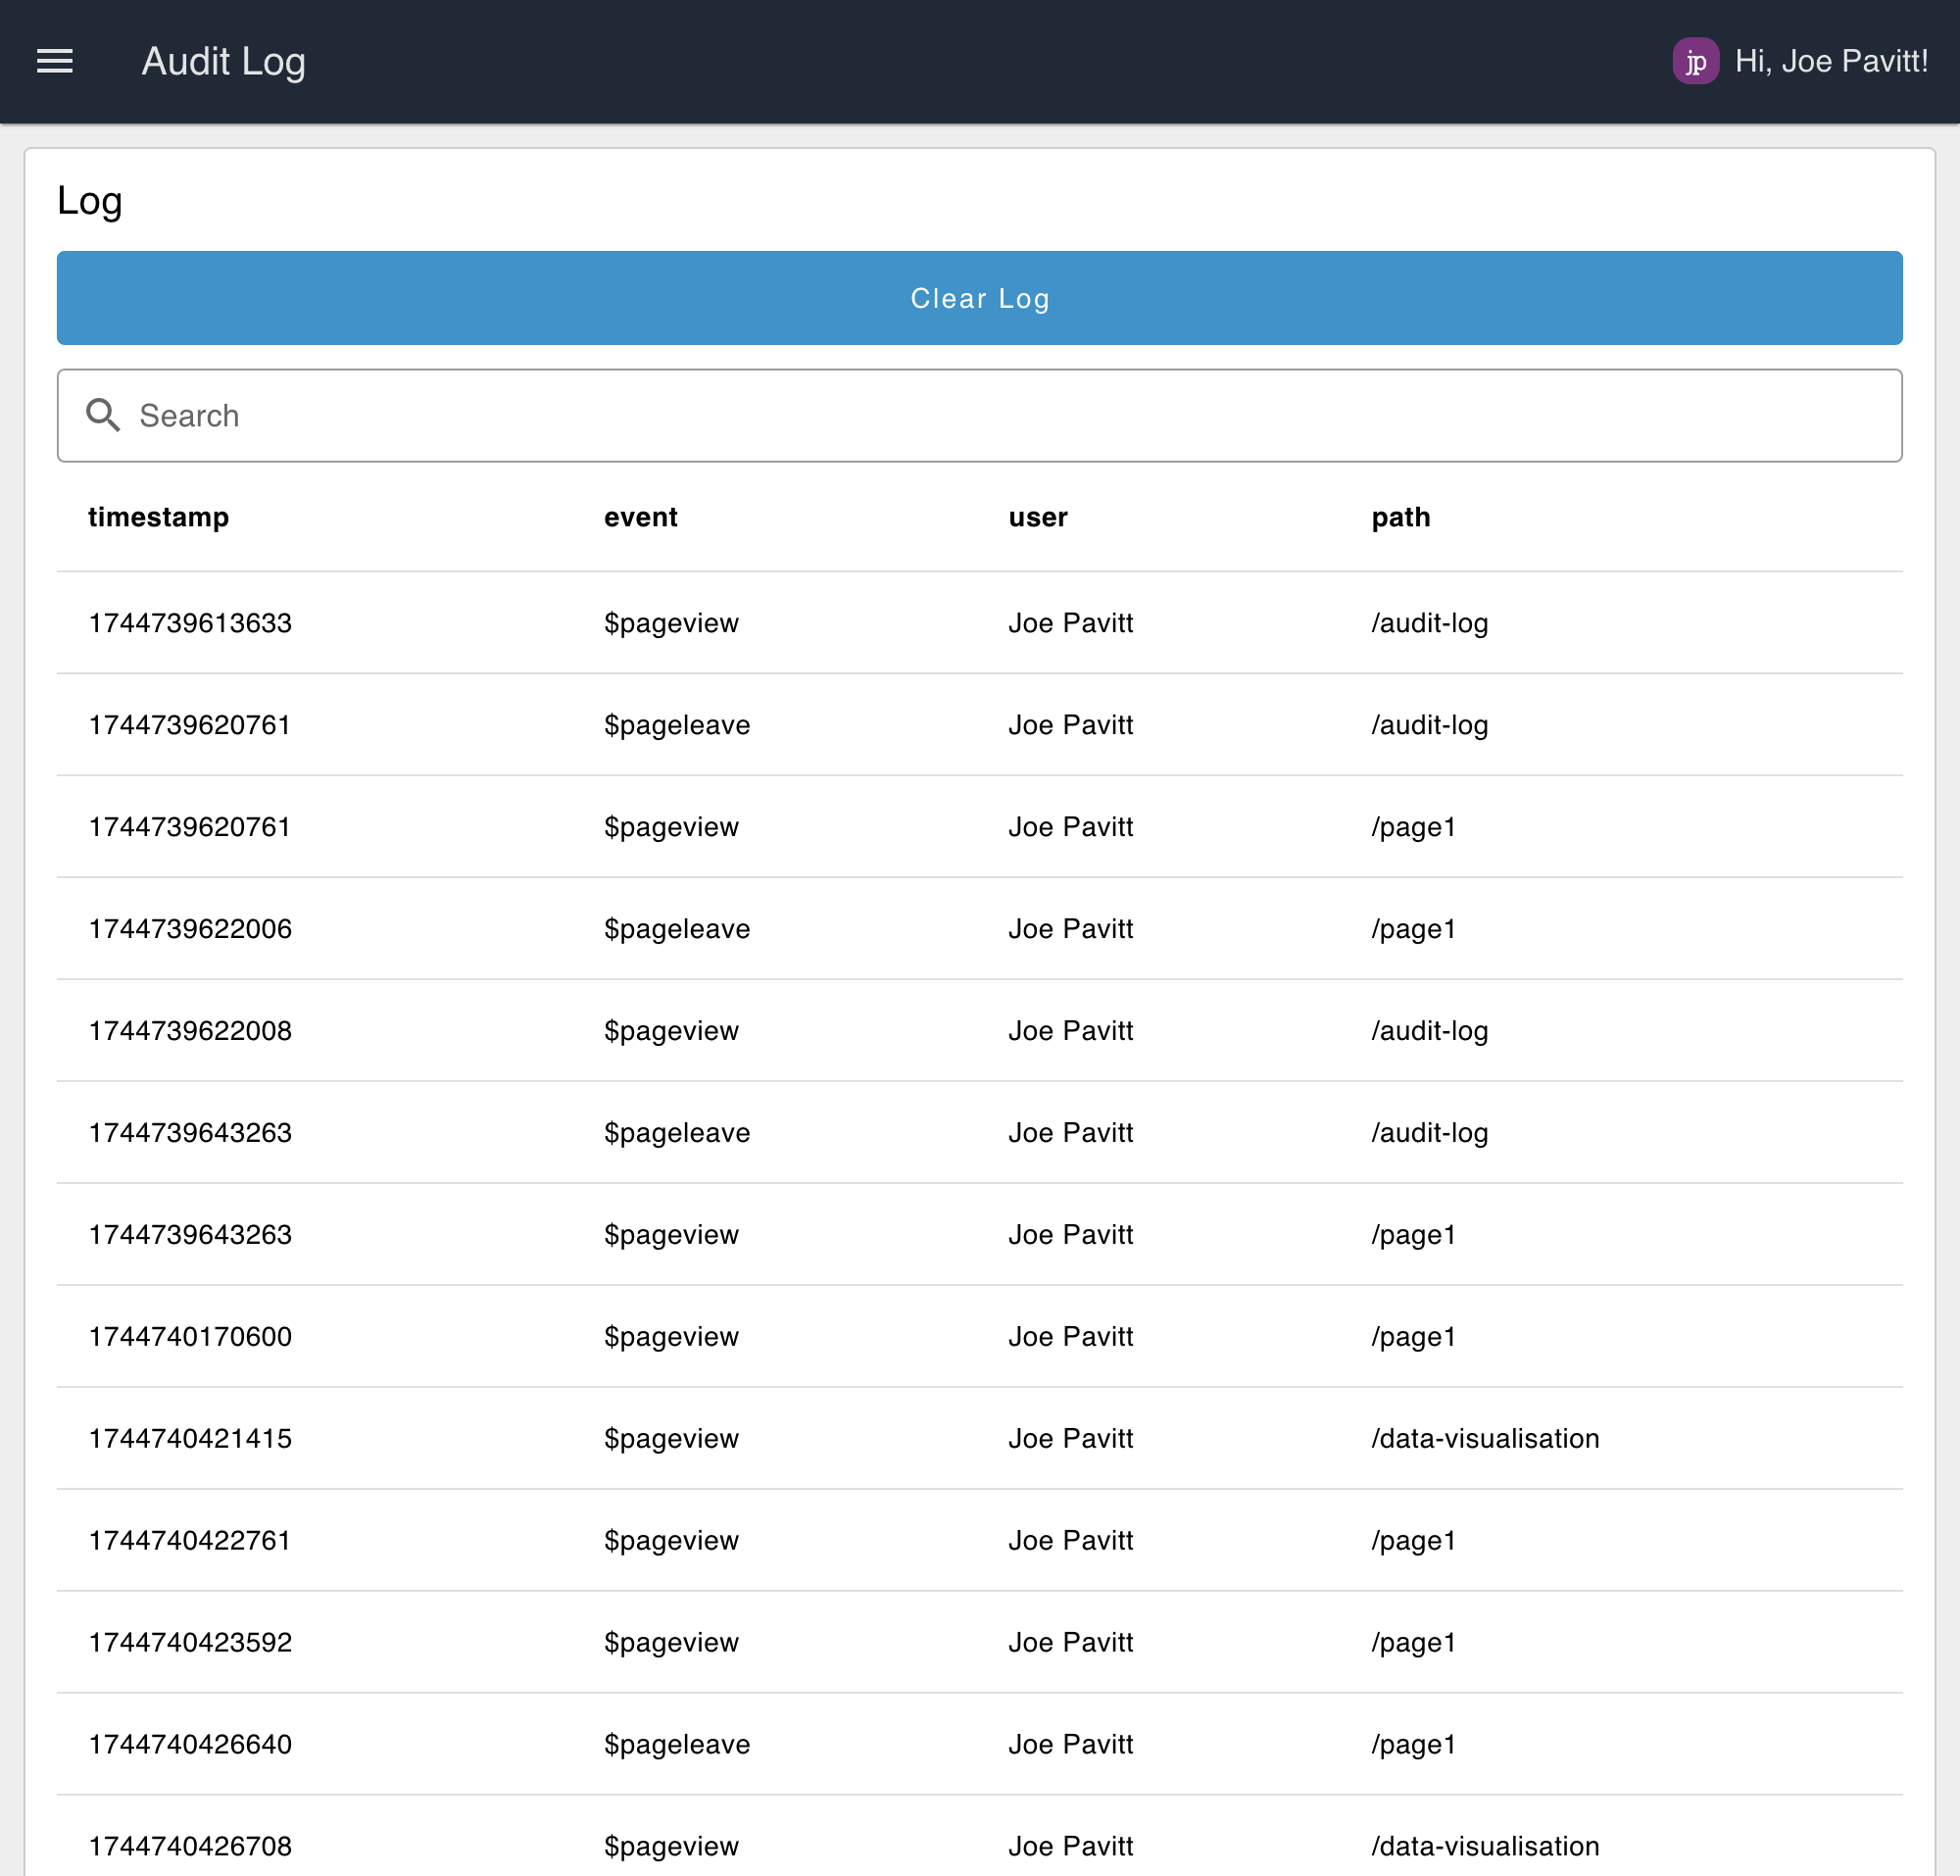 Audit Log
jp Hi, Joe Pavitt!
Log
Clear Log
Search
timestamp event user path
1744739613633 $pageview Joe Pavitt /audit-log
1744739620761 $pageleave Joe Pavitt /audit-log
1744739620761 $pageview Joe Pavitt /page1
1744739622006 $pageleave Joe Pavitt /page1
1744739622008 $pageview Joe Pavitt /audit-log
1744739643263 $pageleave Joe Pavitt /audit-log
1744739643263 $pageview Joe Pavitt /page1
1744740170600 $pageview Joe Pavitt /page1
1744740421415 $pageview Joe Pavitt /data-visualisation
1744740422761 $pageview Joe Pavitt /page1
1744740423592 $pageview Joe Pavitt /page1
1744740426640 $pageleave Joe Pavitt /page1
1744740426708 $pageview Joe Pavitt /data-visualisation